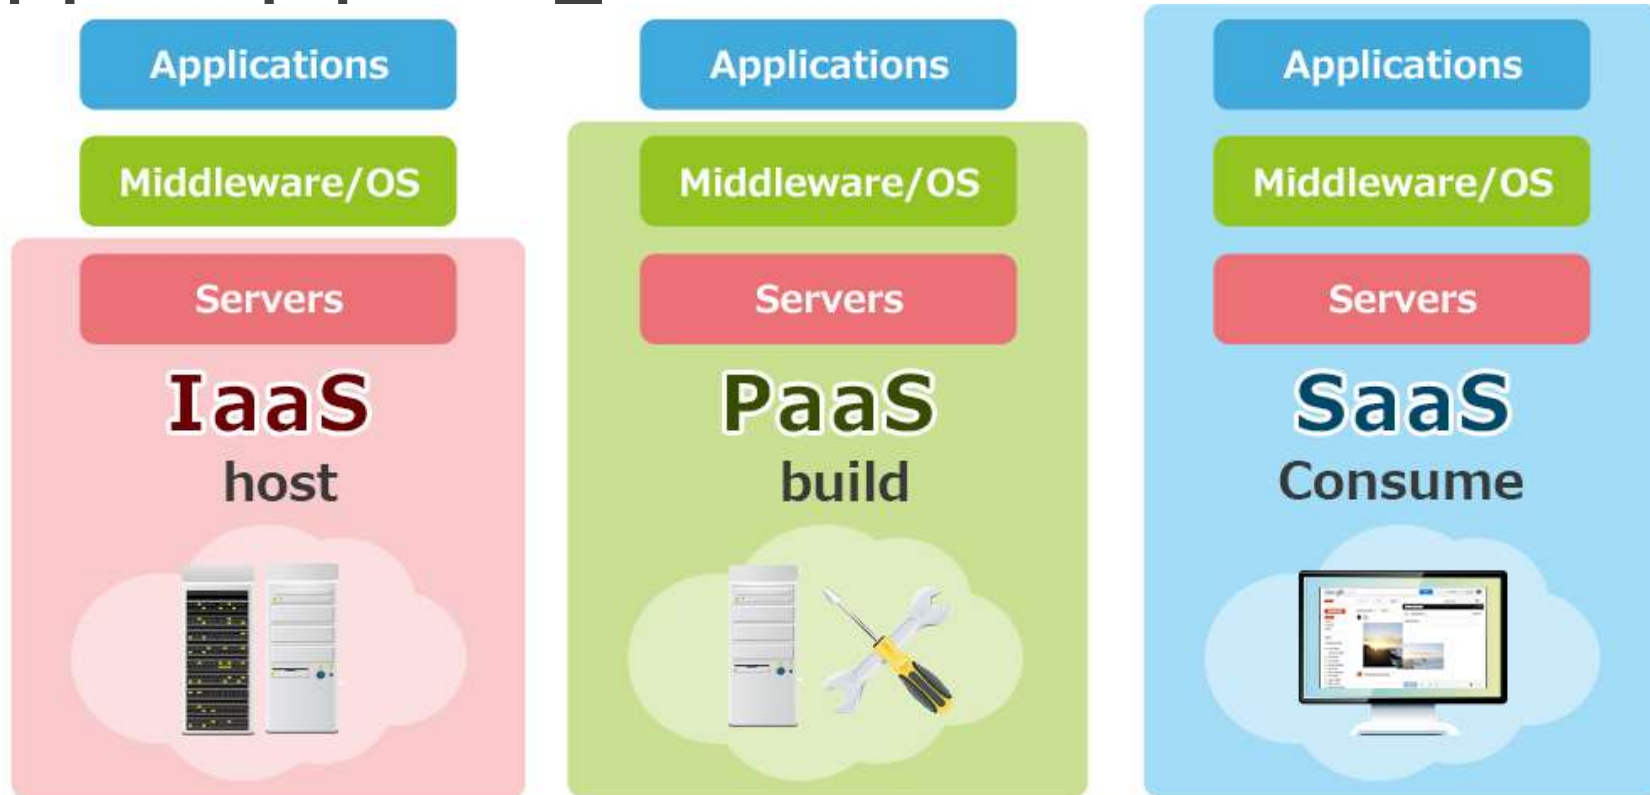 Applications
Middleware/OS
Servers
IaaS
host
Applications
Middleware/OS
Servers
PaaS
build
Applications
Middleware/OS
Servers
SaaS
Consume